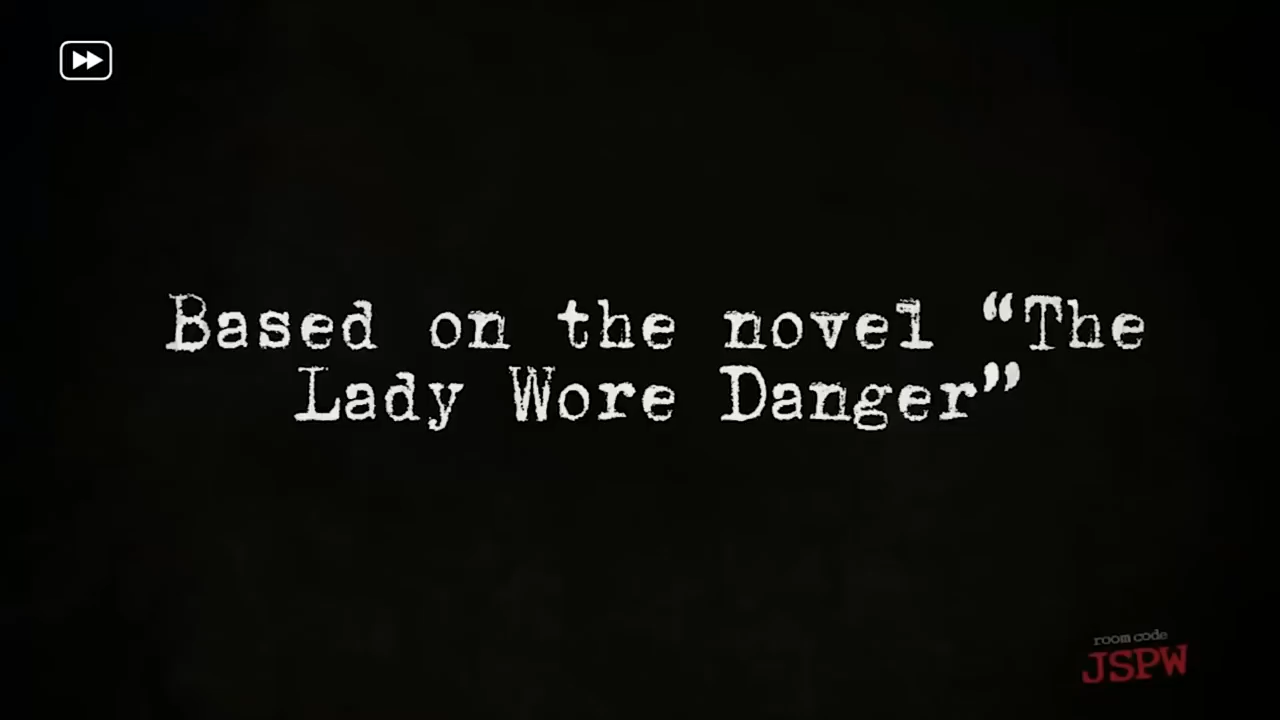 Based on the novel “The
Lady Wore Danger”
room code
JSPW